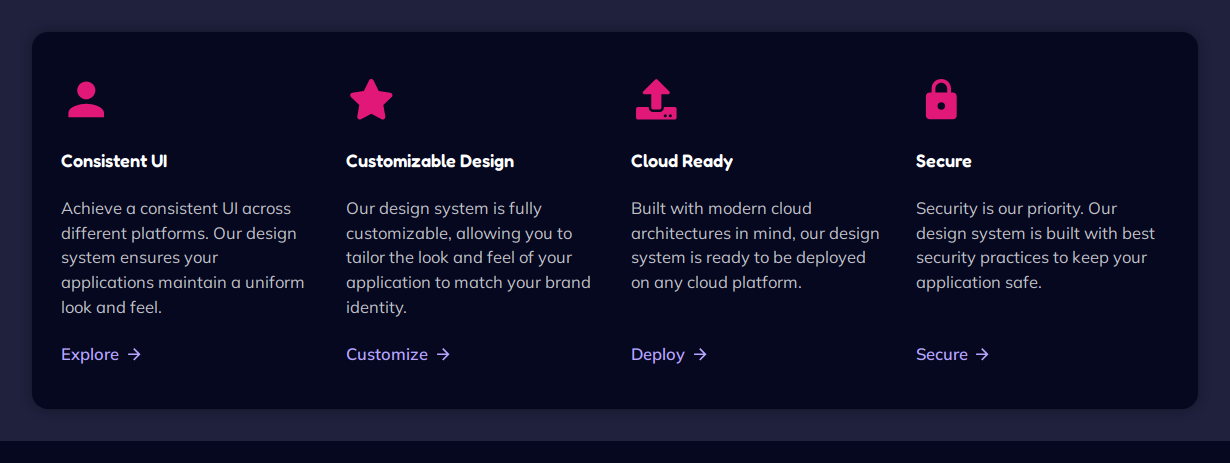 Consistent UI
Achieve a consistent UI across
different platforms. Our design
system ensures your
applications maintain a uniform
look and feel.
Explore →
Customizable Design
Our design system is fully
customizable, allowing you to
tailor the look and feel of your
application to match your brand
identity.
Customize →
Cloud Ready
Built with modern cloud
architectures in mind, our design
system is ready to be deployed
on any cloud platform.
Deploy →
Secure
Security is our priority. Our
design system is built with best
security practices to keep your
application safe.
Secure →